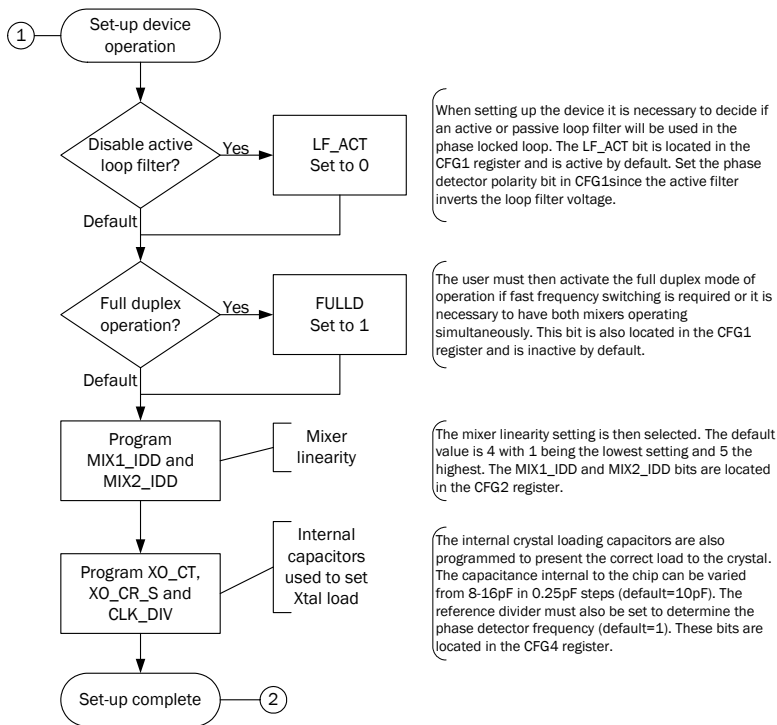 1
Set-up device
operation
Disable active
loop filter?
Yes
LF_ACT
Set to 0
Default
When setting up the device it is necessary to decide if
an active or passive loop filter will be used in the
phase locked loop. The LF_ACT bit is located in the
CFG1 register and is active by default. Set the phase
detector polarity bit in CFG1since the active filter
inverts the loop filter voltage.
Full duplex
operation?
Yes
FULLD
Set to 1
Default
The user must then activate the full duplex mode of
operation if fast frequency switching is required or it is
necessary to have both mixers operating
simultaneously. This bit is also located in the CFG1
register and is inactive by default.
Program
MIX1_IDD and
MIX2_IDD
Mixer
linearity
The mixer linearity setting is then selected. The default
value is 4 with 1 being the lowest setting and 5 the
highest. The MIX1_IDD and MIX2_IDD bits are located
in the CFG2 register.
Program XO_CT,
XO_CR_S and
CLK_DIV
Internal
capacitors
used to set
Xtal load
The internal crystal loading capacitors are also
programmed to present the correct load to the crystal.
The capacitance internal to the chip can be varied
from 8-16pF in 0.25pF steps (default=10pF). The
reference divider must also be set to determine the
phase detector frequency (default=1). These bits are
located in the CFG4 register.
Set-up complete
2